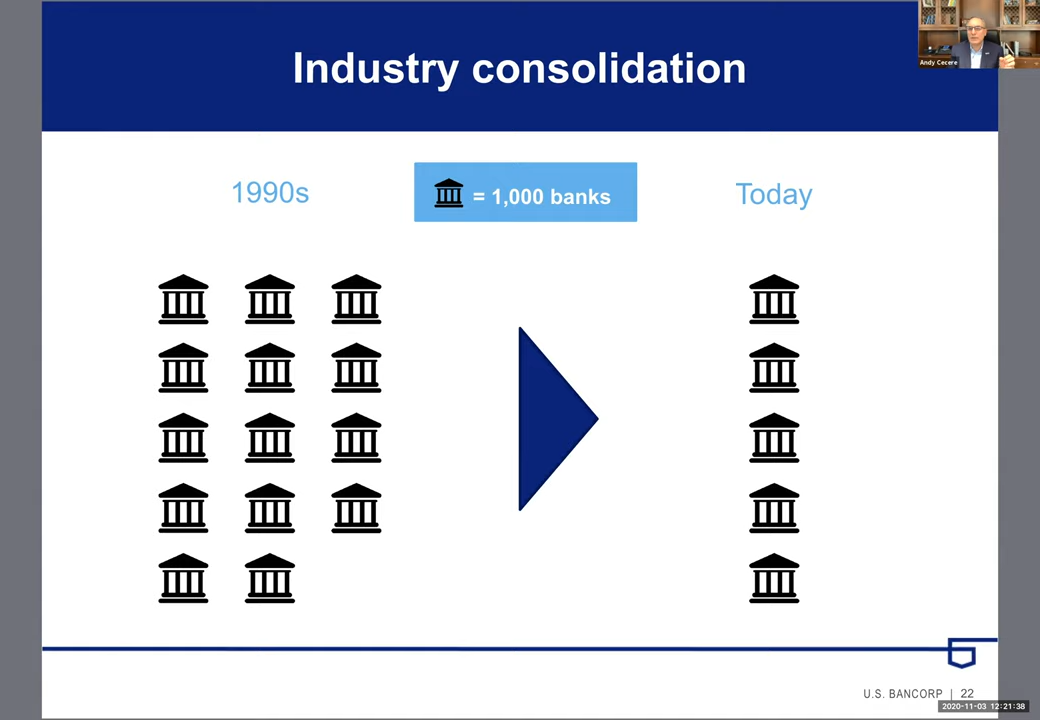 Industry consolidation
Andy Cecere
1990s
= 1,000 banks
Today
U.S. BANCORP | 22
2020-11-03 12:21:38